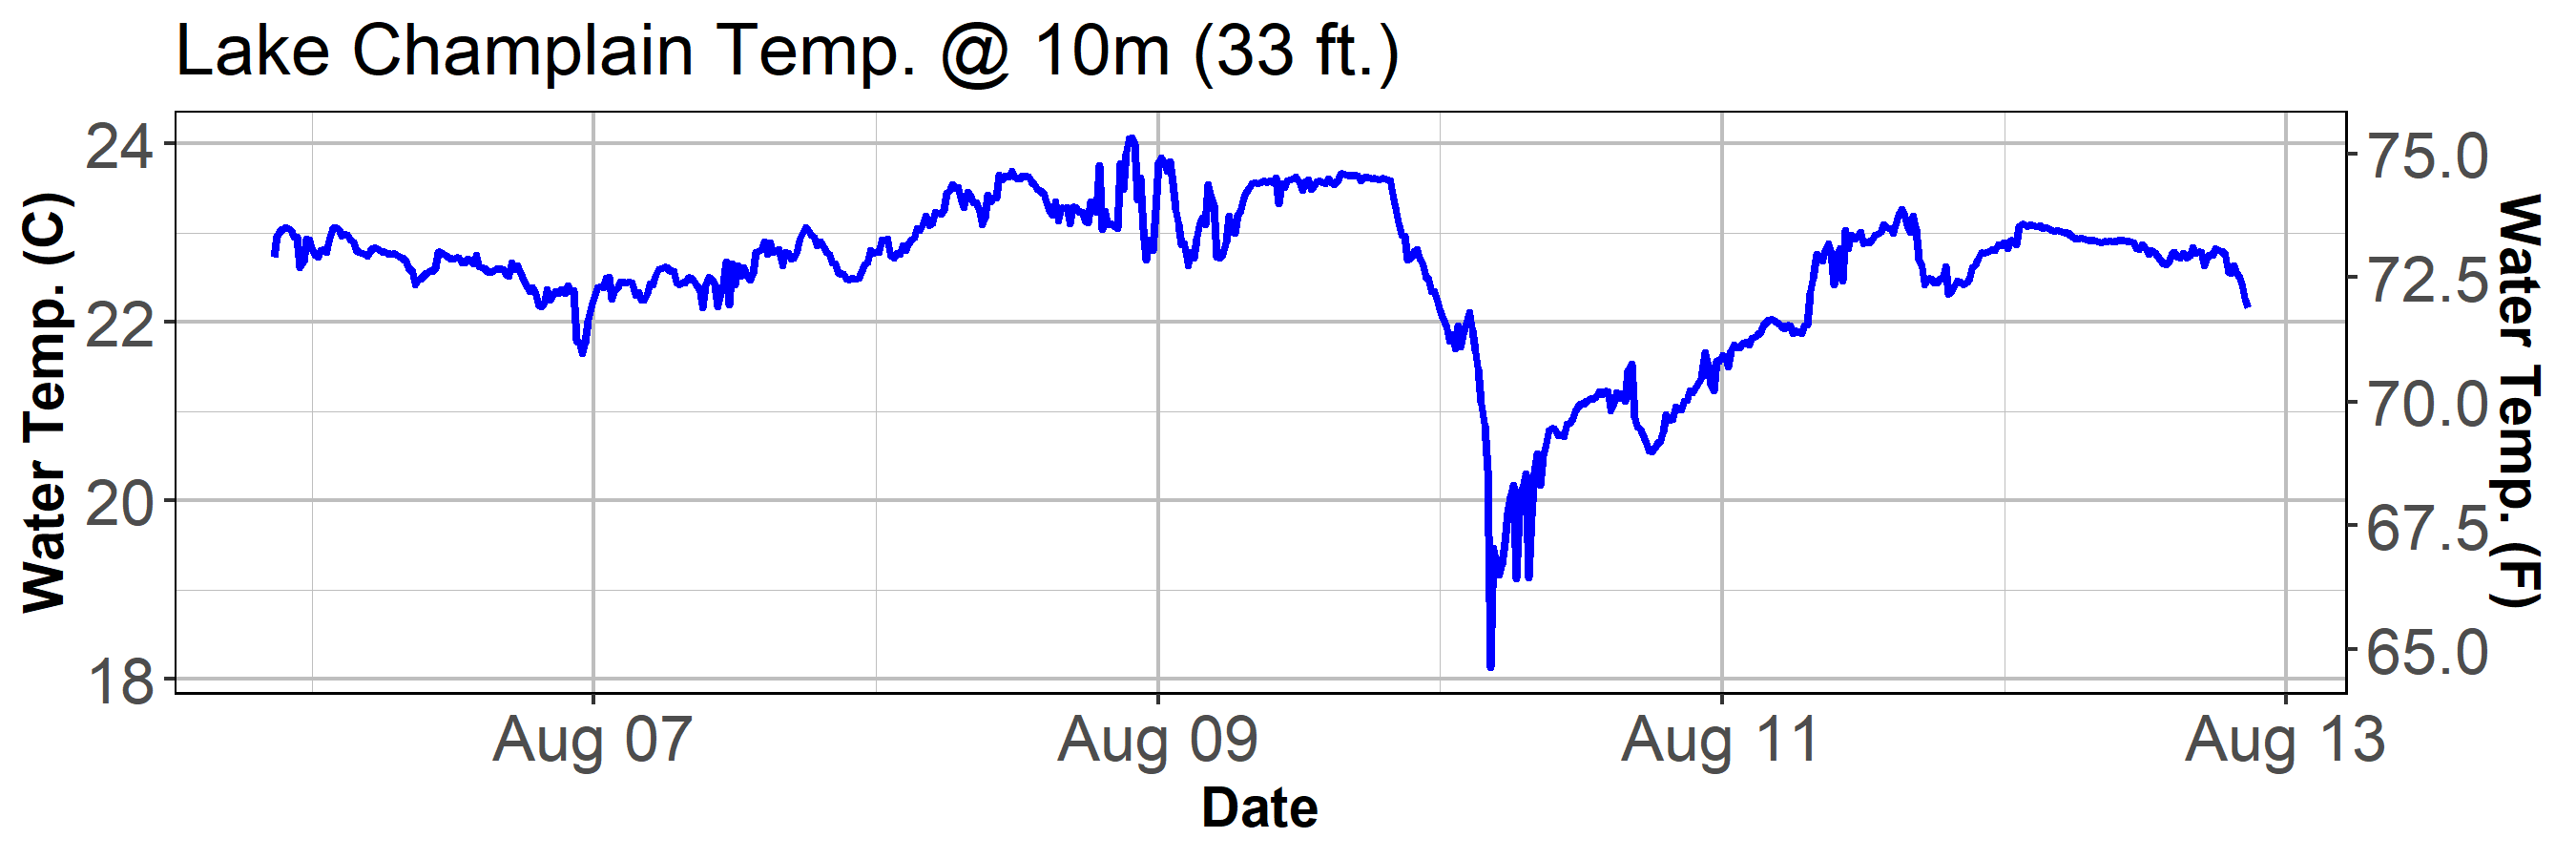 Lake Champlain Temp. @ 10m (33 ft.)
Water Temp. (C)
24
22
20
18
75.0
72.5
70.0
67.5
65.0
Water Temp. (F)
Aug 07
Aug 09
Aug 11
Aug 13
Date